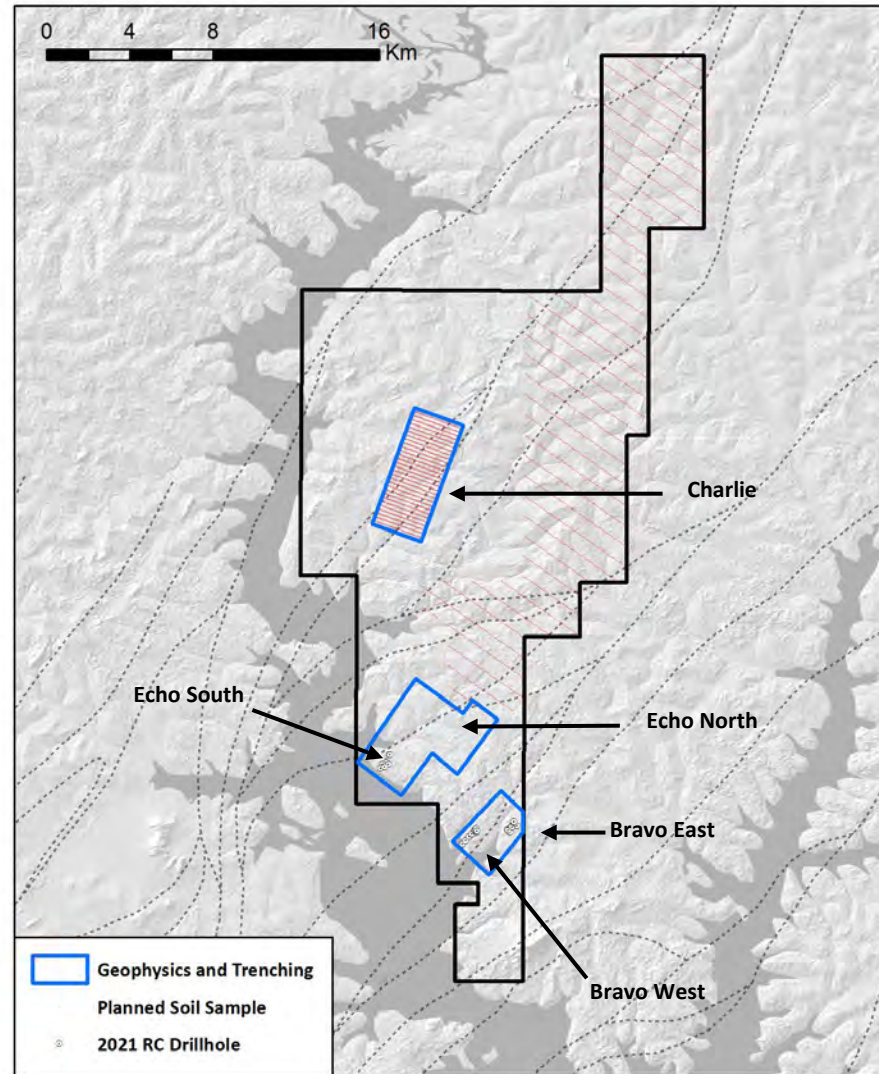 0 4 8 16
Km
Charlie
Echo South
Echo North
Bravo East
Bravo West
Geophysics and Trenching
Planned Soil Sample
2021 RC Drillhole